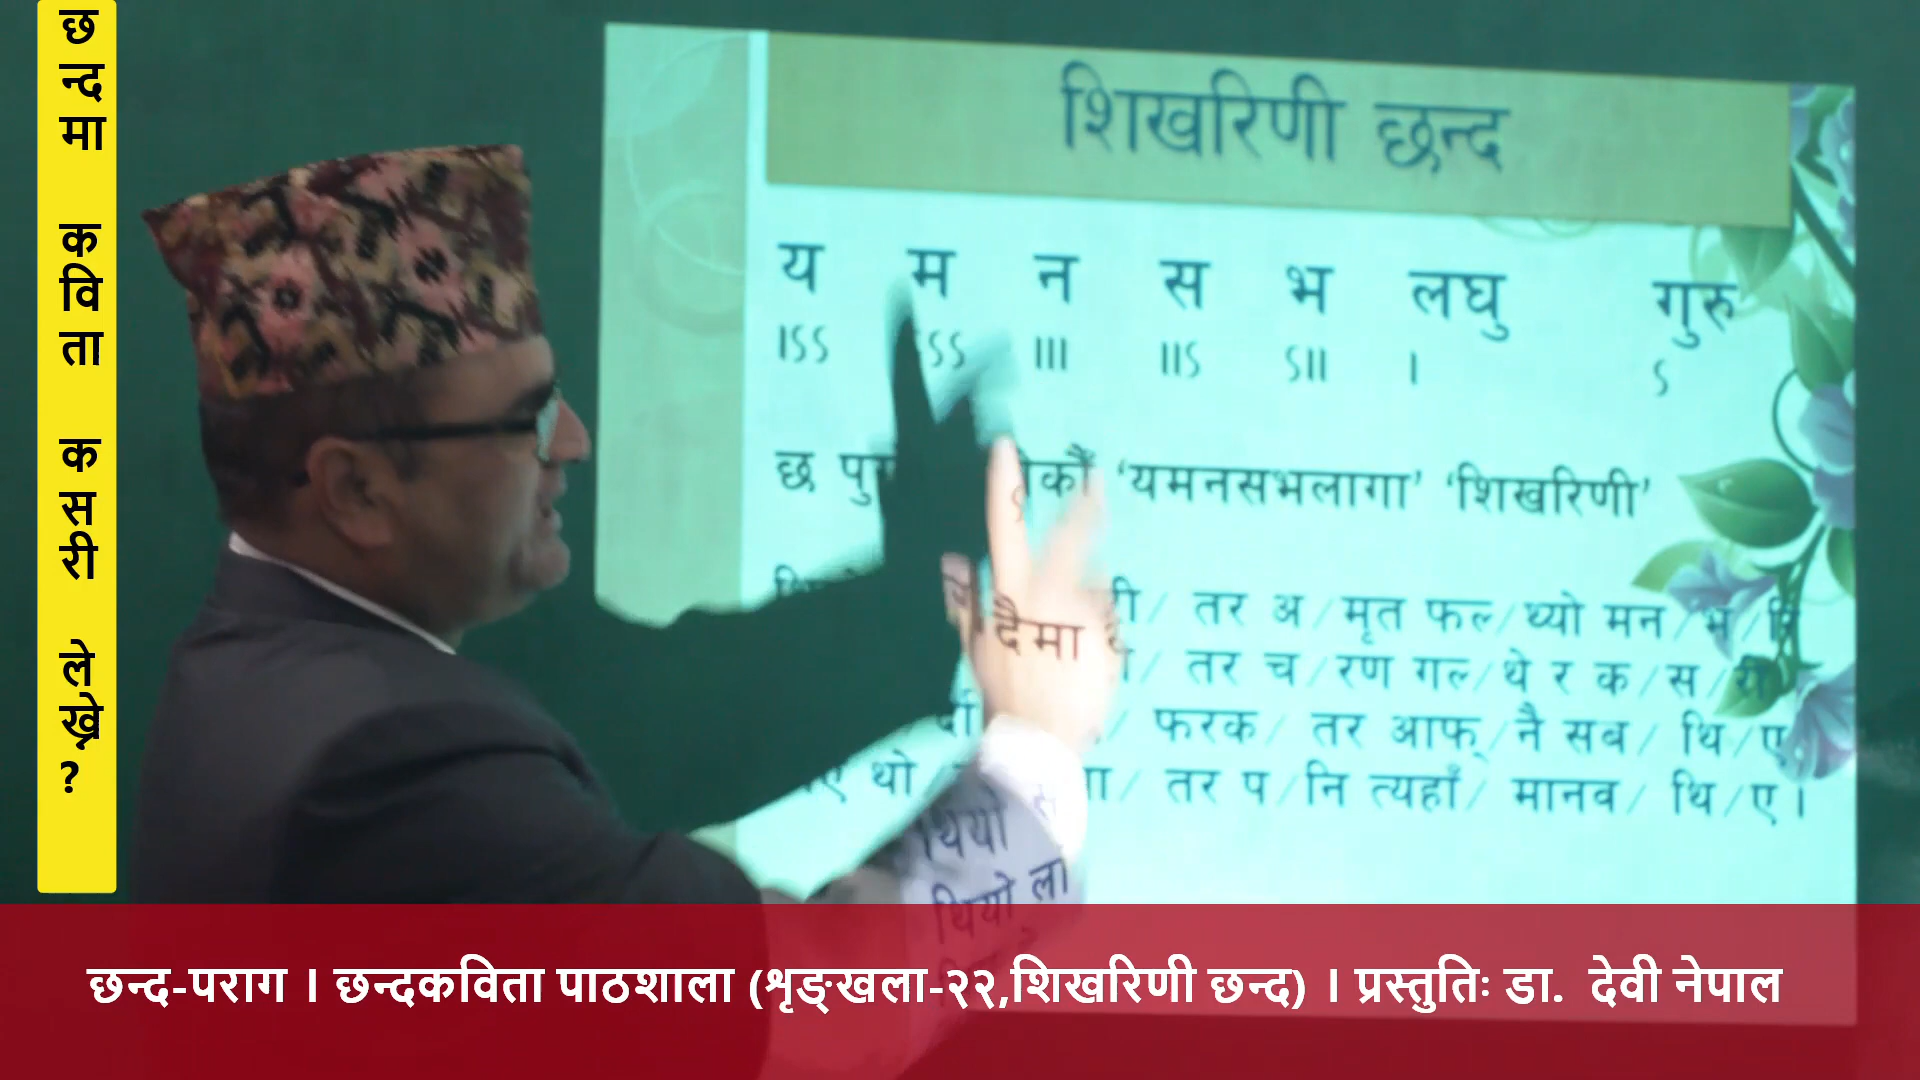 छन्दमा कविता कसरी लेख्ने?
शिखरिणी छन्द
य म न स भ लघु गुरु
ISS SS III IIS SII I S
छ 'यमनसभलागा' 'शिखरिणी'
तर अ/मृत फल/थ्यो मन/भ/रि
दैमा
तर च/रण गल/थे र क/स/री
फरक/ तर आफ्/नै सब/ थि/ए
थो तर प/नि त्यहाँ/ मानव/ थि/ए।
थियो
थियो ला
छन्द-पराग । छन्दकविता पाठशाला (शृङ्खला-२२,शिखरिणी छन्द) । प्रस्तुतिः डा. देवी नेपाल